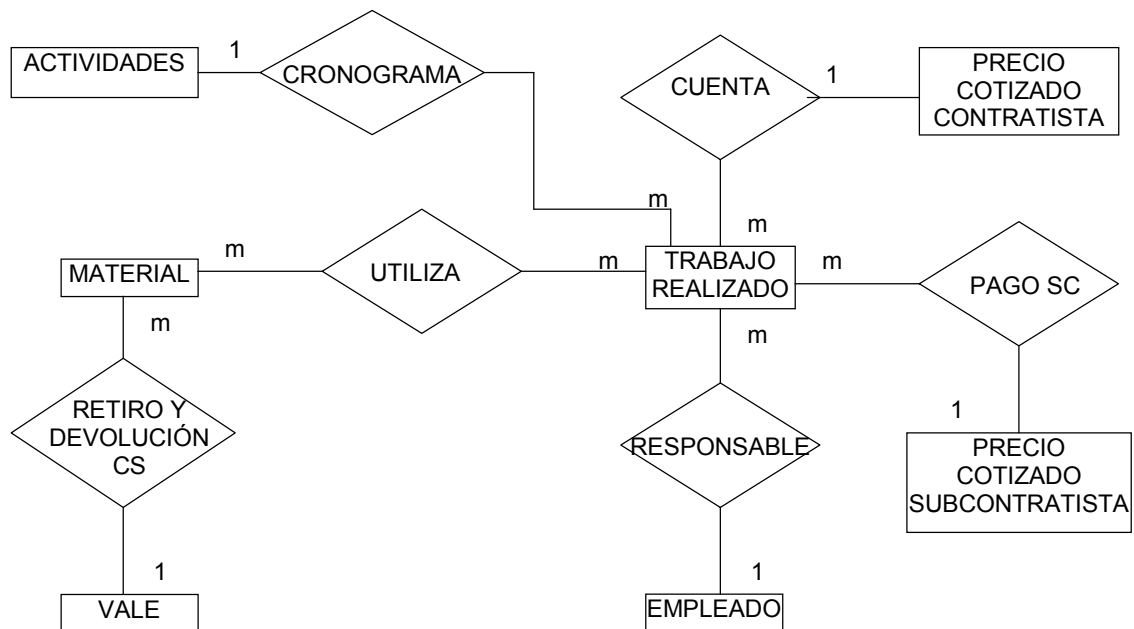 ACTIVIDADES
1
CRONOGRAMA
CUENTA
1
PRECIO
COTIZADO
CONTRATISTA
m
m
MATERIAL
m
UTILIZA
m
TRABAJO
REALIZADO
m
PAGO SC
m
m
RETIRO Y
DEVOLUCIÓN
CS
RESPONSABLE
1
PRECIO
COTIZADO
SUBCONTRATISTA
1
VALE
1
EMPLEADO